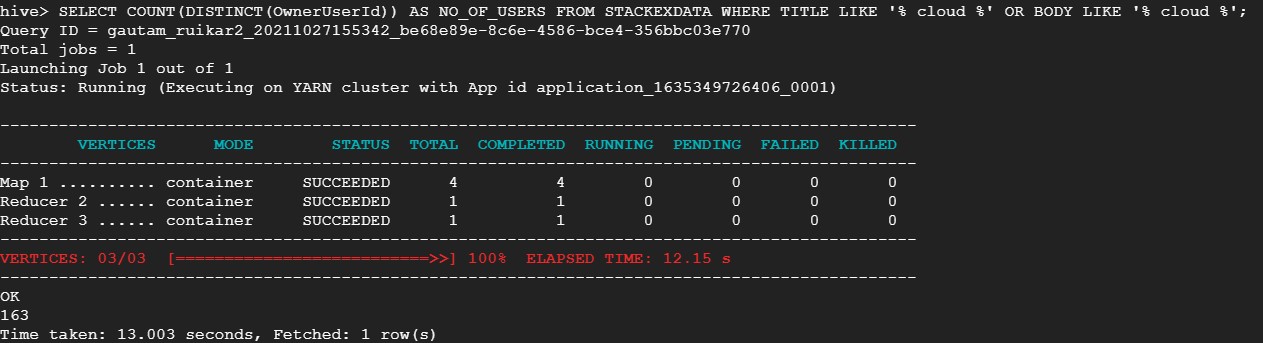 hive> SELECT COUNT(DISTINCT(OwnerUserId)) AS NO_OF_USERS FROM STACKEXDATA WHERE TITLE LIKE '% cloud %' OR BODY LIKE '% cloud %';
Query ID = gautam_ruikar2_20211027155342_be68e89e-8c6e-4586-bce4-356bbc03e770
Total jobs = 1
Launching Job 1 out of 1
Status: Running (Executing on YARN cluster with App id application_1635349726406_0001)
----------------------------------------------------------------------------------------------
VERTICES MODE STATUS TOTAL COMPLETED RUNNING PENDING FAILED KILLED
----------------------------------------------------------------------------------------------
Map 1 .......... container SUCCEEDED 4 4 0 0 0 0
Reducer 2 ...... container SUCCEEDED 1 1 0 0 0 0
Reducer 3 ...... container SUCCEEDED 1 1 0 0 0 0
----------------------------------------------------------------------------------------------
VERTICES: 03/03 [==========================>>] 100% ELAPSED TIME: 12.15 s
----------------------------------------------------------------------------------------------
OK
163
Time taken: 13.003 seconds, Fetched: 1 row(s)